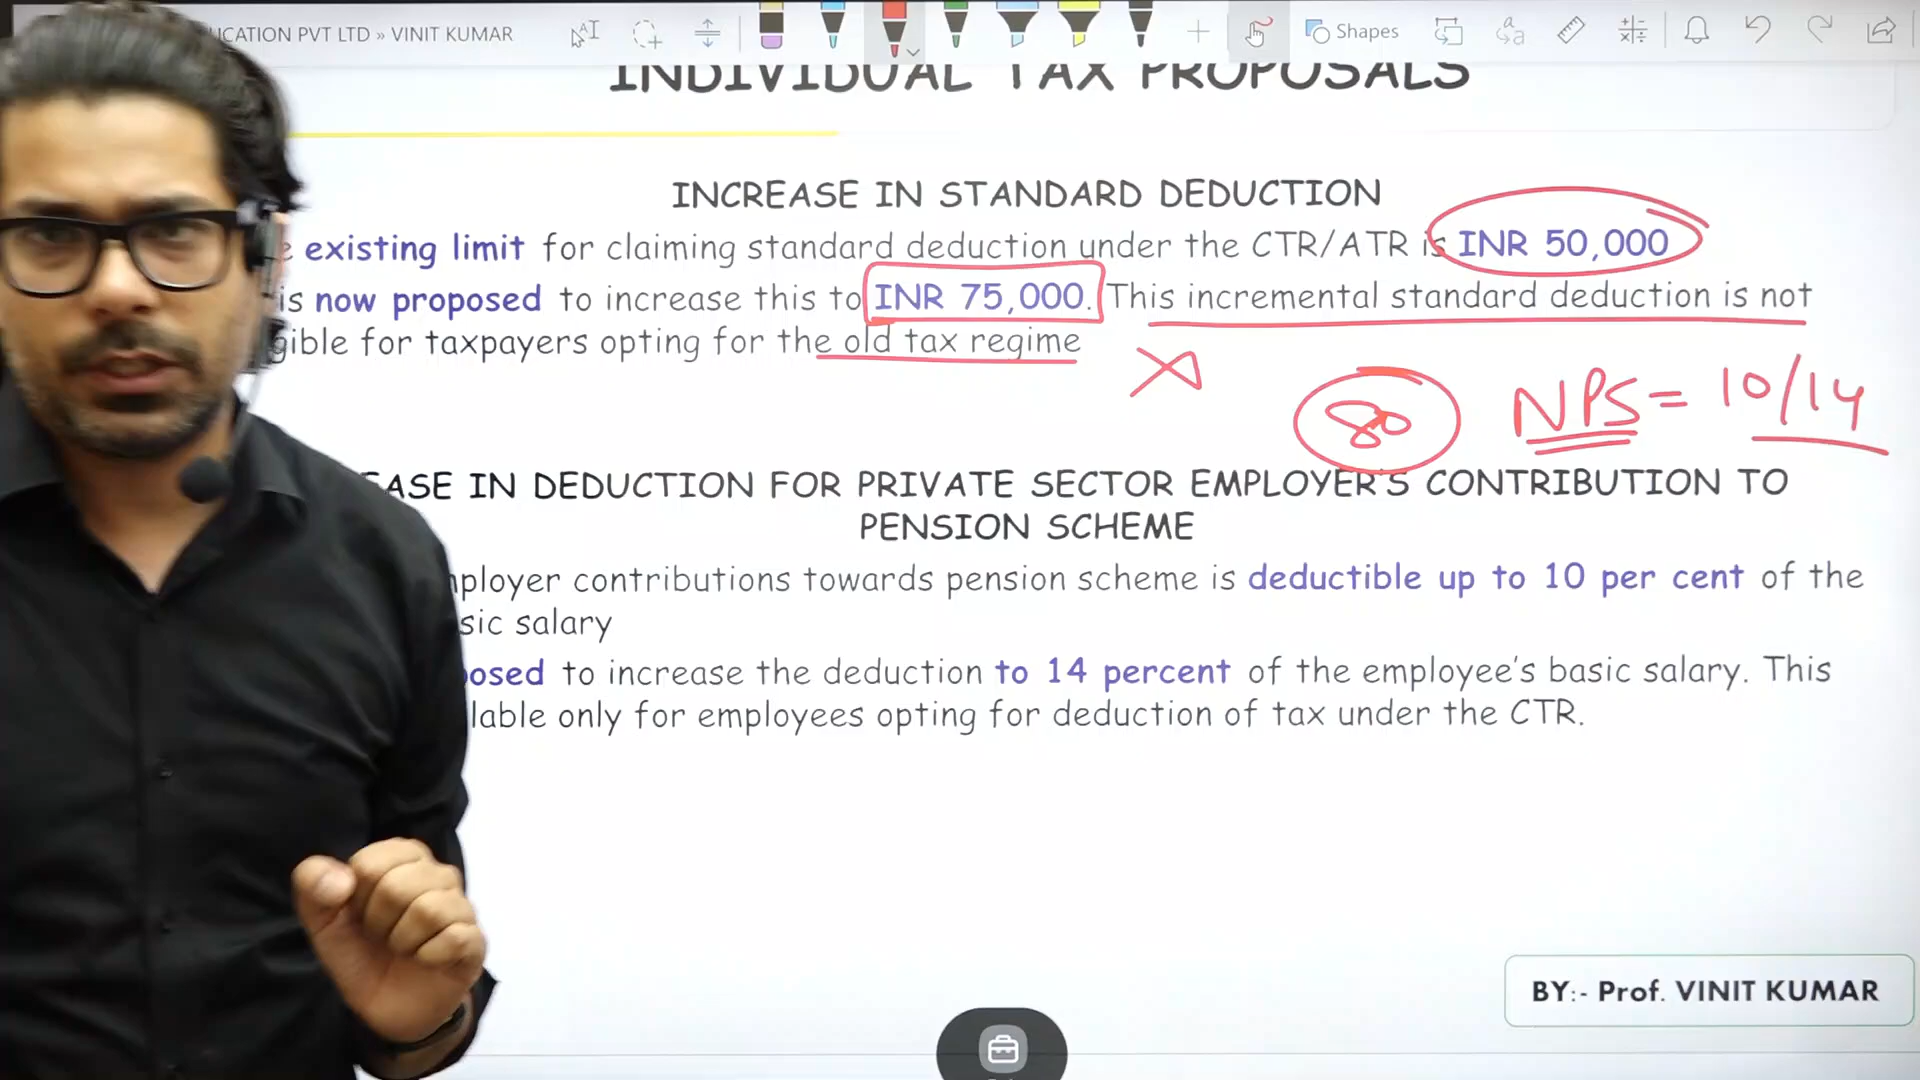 UCATION PVT LTD » VINIT KUMAR
Shapes
INDIVIDUAL TAX PROPOSALS
INCREASE IN STANDARD DEDUCTION
existing limit for claiming standard deduction under the CTR/ATR is INR 50,000
is now proposed to increase this to INR 75,000. This incremental standard deduction is not
gible for taxpayers opting for the old tax regime
80 NPS = 10/14
EASE IN DEDUCTION FOR PRIVATE SECTOR EMPLOYER'S CONTRIBUTION TO
PENSION SCHEME
mployer contributions towards pension scheme is deductible up to 10 per cent of the
sic salary
posed to increase the deduction to 14 percent of the employee's basic salary. This
lable only for employees opting for deduction of tax under the CTR.
BY:- Prof. VINIT KUMAR